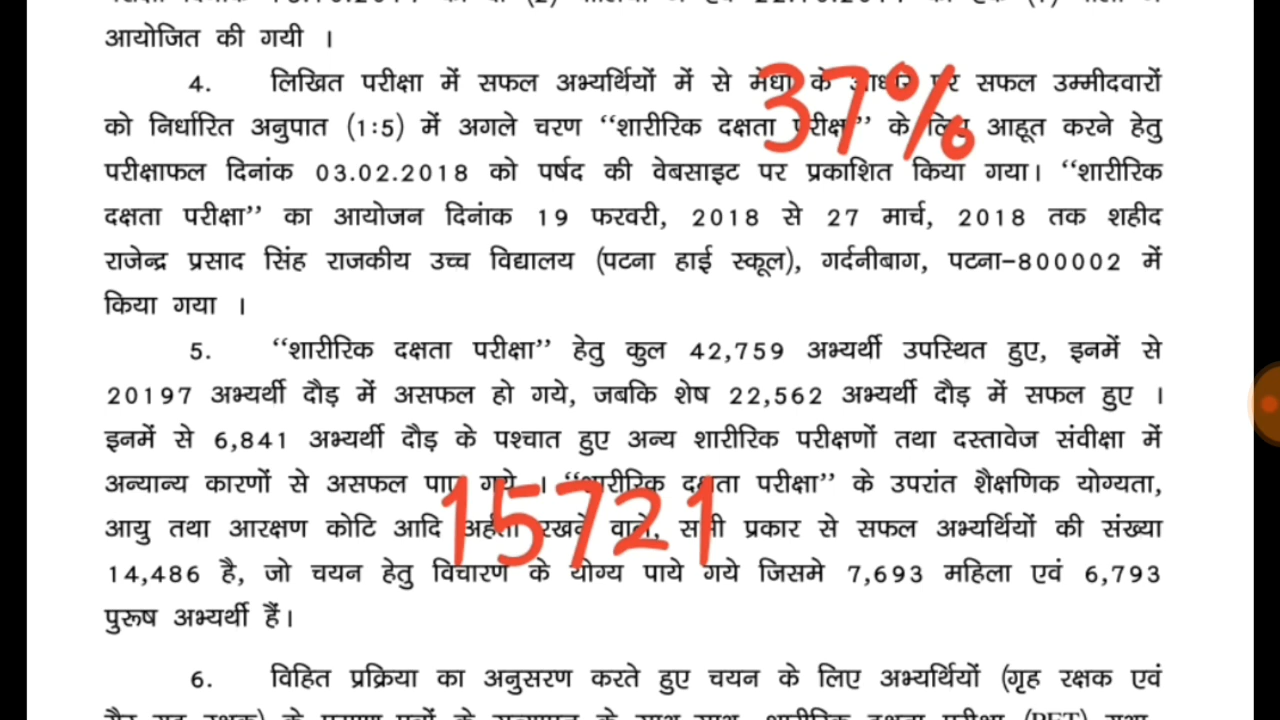 आयोजित की गयी ।
4. लिखित परीक्षा में सफल अभ्यर्थियों में से मेधा के आधार पर सफल उम्मीदवारों
37%
को निर्धारित अनुपात (1:5) में अगले चरण “शारीरिक दक्षता परीक्षा” के लिए आहूत करने हेतु
परीक्षाफल दिनांक 03.02.2018 को पर्षद की वेबसाइट पर प्रकाशित किया गया। “शारीरिक
दक्षता परीक्षा” का आयोजन दिनांक 19 फरवरी, 2018 से 27 मार्च, 2018 तक शहीद
राजेन्द्र प्रसाद सिंह राजकीय उच्च विद्यालय (पटना हाई स्कूल), गर्दनीबाग, पटना-800002 में
किया गया ।
5. “शारीरिक दक्षता परीक्षा” हेतु कुल 42,759 अभ्यर्थी उपस्थित हुए, इनमें से
20197 अभ्यर्थी दौड़ में असफल हो गये, जबकि शेष 22,562 अभ्यर्थी दौड़ में सफल हुए ।
इनमें से 6,841 अभ्यर्थी दौड़ के पश्चात हुए अन्य शारीरिक परीक्षणों तथा दस्तावेज संवीक्षा में
अन्यान्य कारणों से असफल पाए गये । “शारीरिक दक्षता परीक्षा” के उपरांत शैक्षणिक योग्यता,
15721
आयु तथा आरक्षण कोटि आदि अर्हता रखने वाले, सभी प्रकार से सफल अभ्यर्थियों की संख्या
14,486 है, जो चयन हेतु विचारण के योग्य पाये गये जिसमे 7,693 महिला एवं 6,793
पुरूष अभ्यर्थी हैं।
6. विहित प्रक्रिया का अनुसरण करते हुए चयन के लिए अभ्यर्थियों (गृह रक्षक एवं